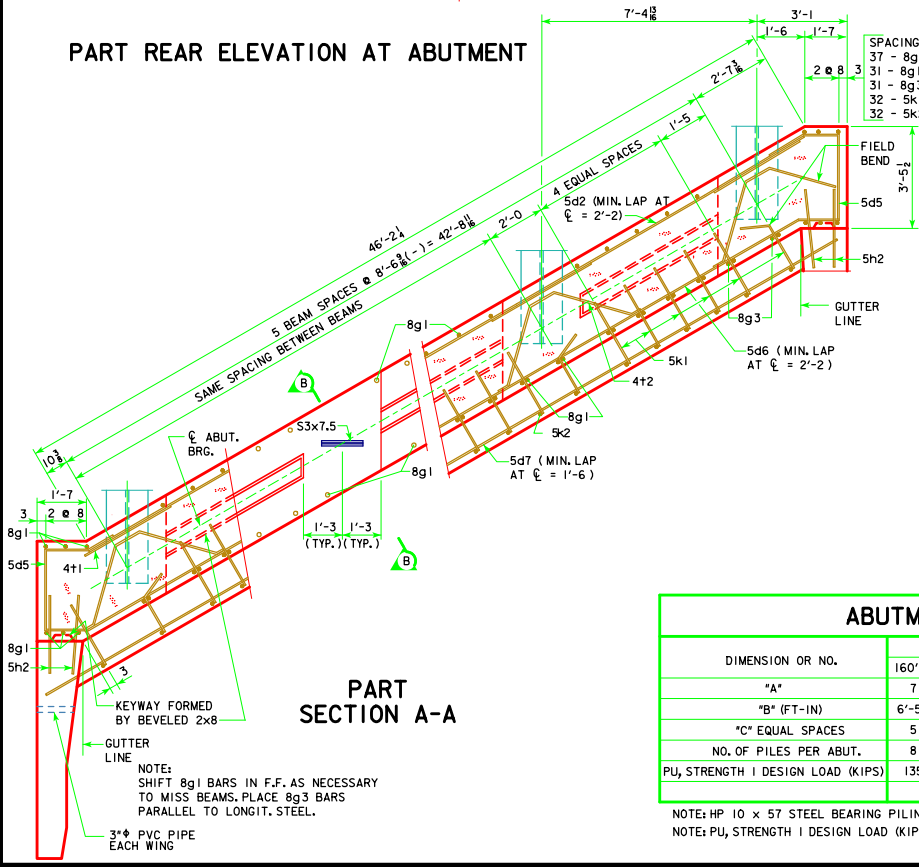 PART REAR ELEVATION AT ABUTMENT
7'-4 13/16
3'-1
1'-6
1'-7
2 @ 8
3
SPACING
37 - 8g1
31 - 8g1
31 - 8g3
32 - 5k
32 - 5k
2'-7 3/16
1'-5
4 EQUAL SPACES
2'-0
FIELD
BEND
3'-5 1/2
5d5
5d2 (MIN. LAP AT
℄ = 2'-2)
46'-2 1/4
5 BEAM SPACES @ 8'-6 9/16 (-) = 42'-8 11/16
SAME SPACING BETWEEN BEAMS
5h2
GUTTER
LINE
8g3
5d6 (MIN. LAP
AT ℄ = 2'-2)
5k1
4t2
8g1
8g1
5k2
5d7 (MIN. LAP
AT ℄ = 1'-6)
B
S3x7.5
8g1
℄ ABUT.
BRG.
10 3/8
1'-7
3
2 @ 8
1'-3
1'-3
(TYP.)
(TYP.)
B
8g1
5d5
4t1
8g1
5h2
3
KEYWAY FORMED
BY BEVELED 2x8
PART
SECTION A-A
GUTTER
LINE
NOTE:
SHIFT 8g1 BARS IN F.F. AS NECESSARY
TO MISS BEAMS. PLACE 8g3 BARS
PARALLEL TO LONGIT. STEEL.
3"ϕ PVC PIPE
EACH WING
ABUTM
DIMENSION OR NO.
160'
"A" 7
"B" (FT-IN) 6'-5
"C" EQUAL SPACES 5
NO. OF PILES PER ABUT. 8
PU, STRENGTH I DESIGN LOAD (KIPS) 135
NOTE: HP 10 x 57 STEEL BEARING PILIN
NOTE: PU, STRENGTH I DESIGN LOAD (KIP